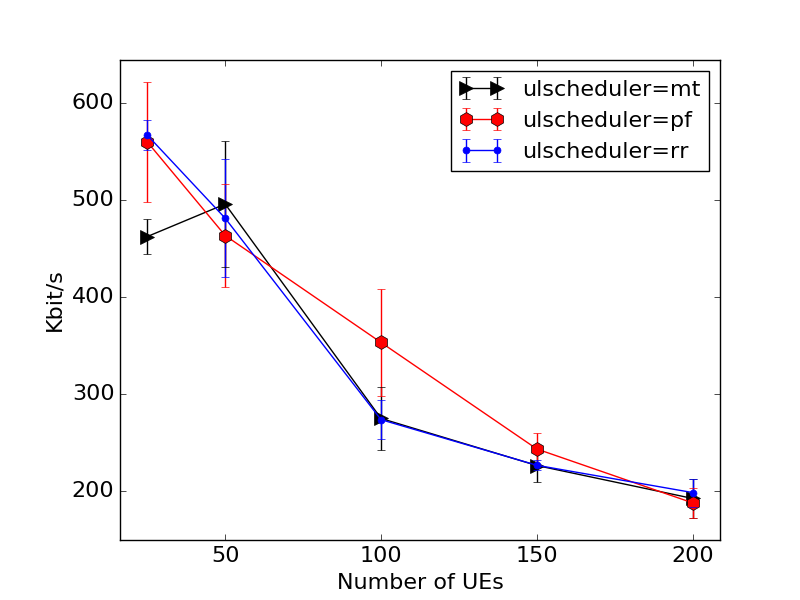 ulscheduler=mt
ulscheduler=pf
ulscheduler=rr
600
500
400
300
200
Kbit/s
50 100 150 200
Number of UEs